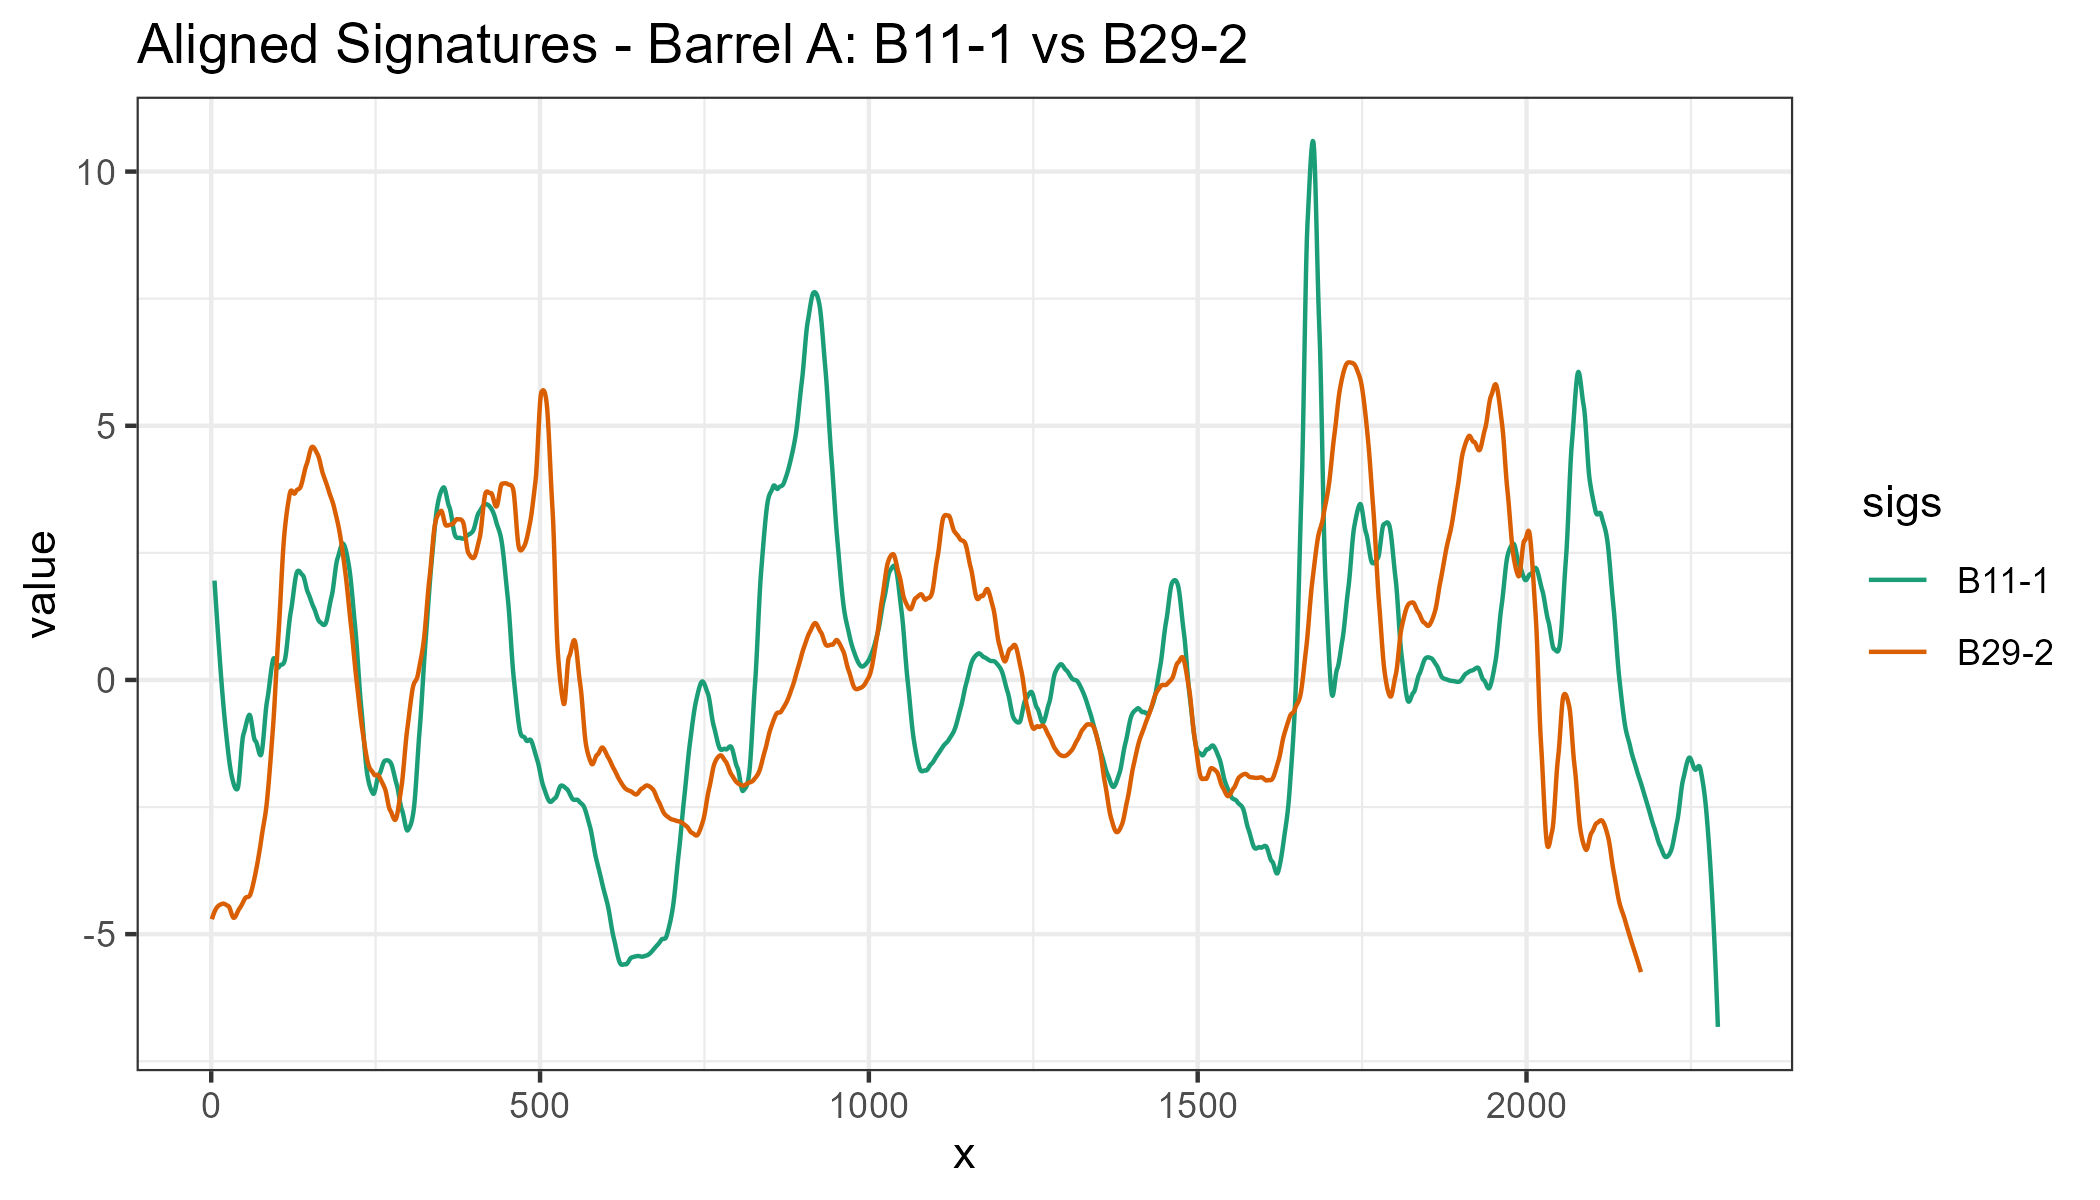 Aligned Signatures - Barrel A: B11-1 vs B29-2
10
5
0
-5
value
0 500 1000 1500 2000
x
sigs
B11-1
B29-2